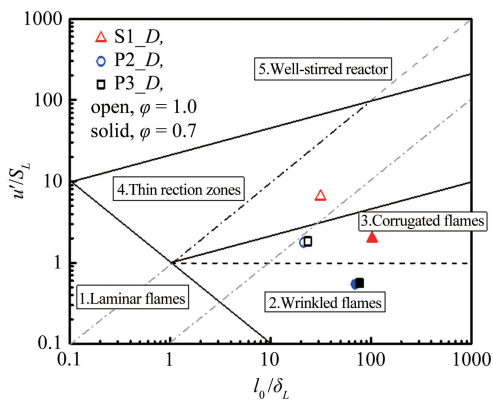 1000
100
10
1
0.1
u'/S_L
S1_D,
P2_D,
P3_D,
open, φ = 1.0
solid, φ = 0.7
5.Well-stirred reactor
4.Thin rection zones
3.Corrugated flames
2.Wrinkled flames
1.Laminar flames
0.1
1
10
100
1000
l_0/δ_L